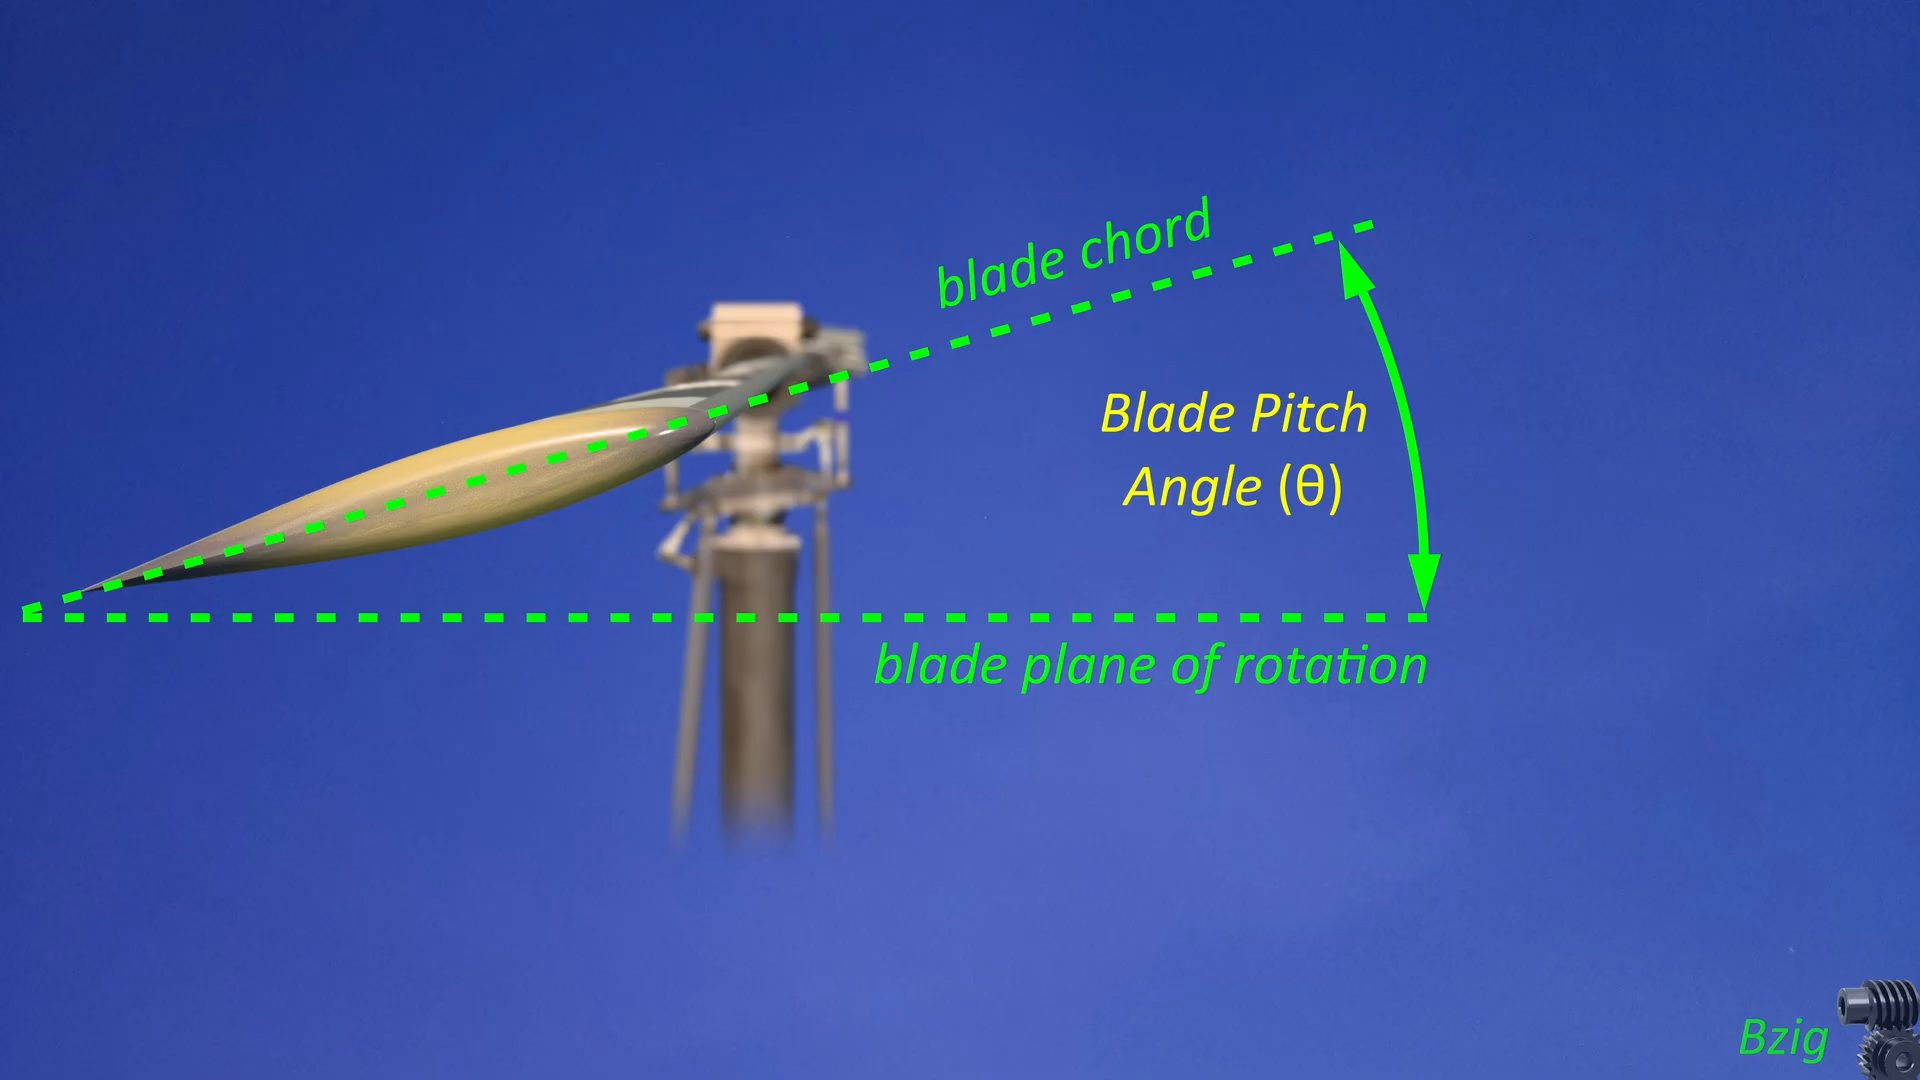 blade chord
Blade Pitch
Angle (θ)
blade plane of rotation
Bzig